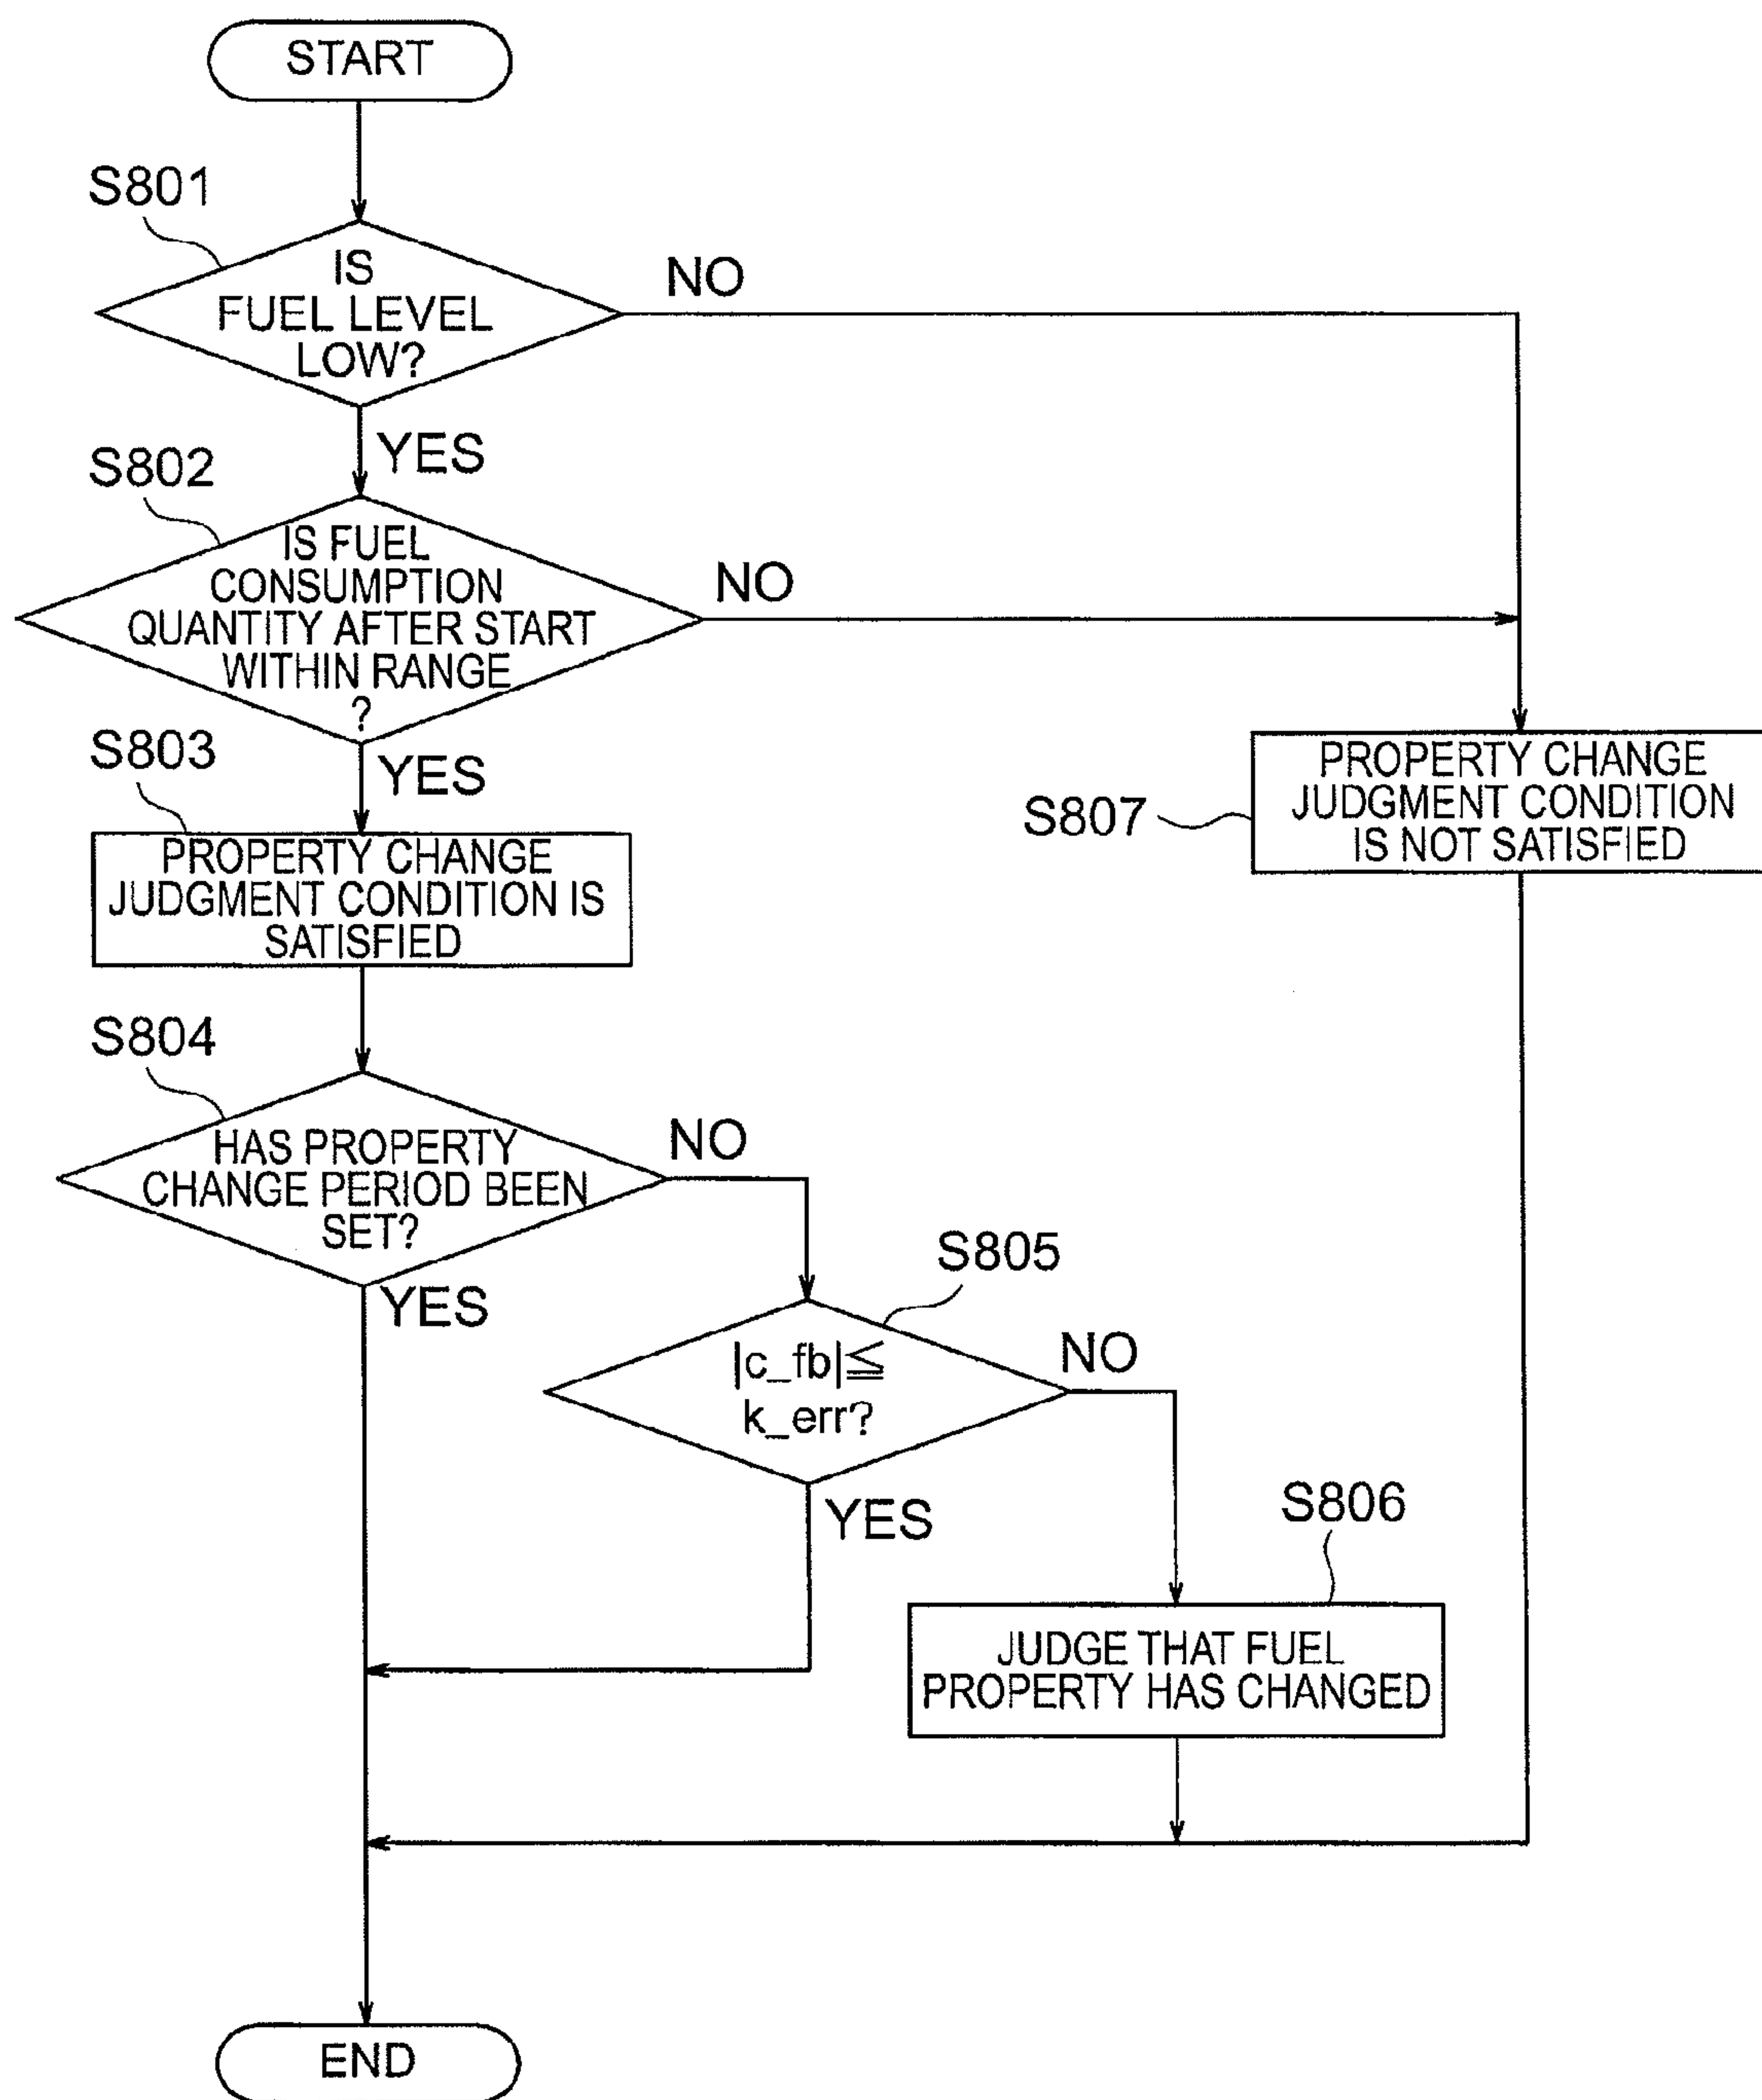 START
S801
IS
FUEL LEVEL
LOW?
NO
YES
S802
IS FUEL
CONSUMPTION
QUANTITY AFTER START
WITHIN RANGE
?
NO
YES
S803
PROPERTY CHANGE
JUDGMENT CONDITION IS
SATISFIED
S807
PROPERTY CHANGE
JUDGMENT CONDITION
IS NOT SATISFIED
S804
HAS PROPERTY
CHANGE PERIOD BEEN
SET?
NO
YES
S805
|c_fb|≦
k_err?
NO
YES
S806
JUDGE THAT FUEL
PROPERTY HAS CHANGED
END